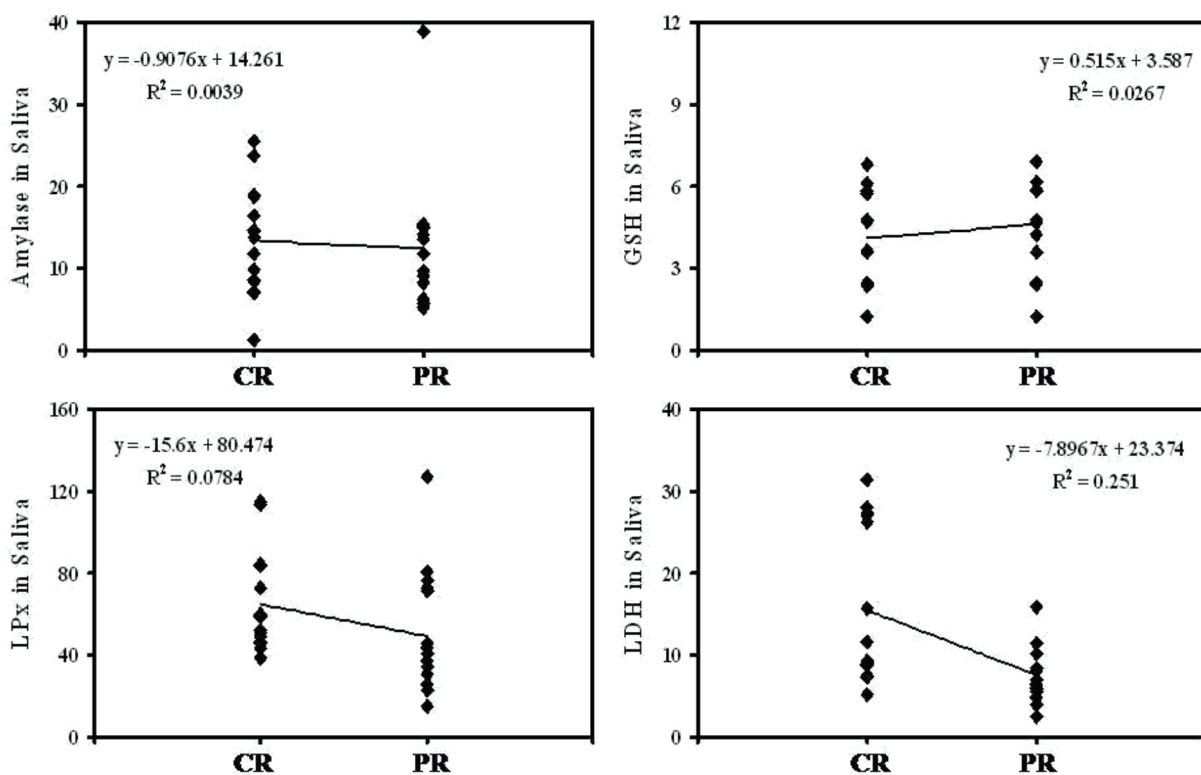 Amylase in Saliva
40
30
20
10
0
y = -0.9076x + 14.261
R² = 0.0039
CR PR
GSH in Saliva
12
9
6
3
0
y = 0.515x + 3.587
R² = 0.0267
CR PR
LPx in Saliva
160
120
80
40
0
y = -15.6x + 80.474
R² = 0.0784
CR PR
LDH in Saliva
40
30
20
10
0
y = -7.8967x + 23.374
R² = 0.251
CR PR